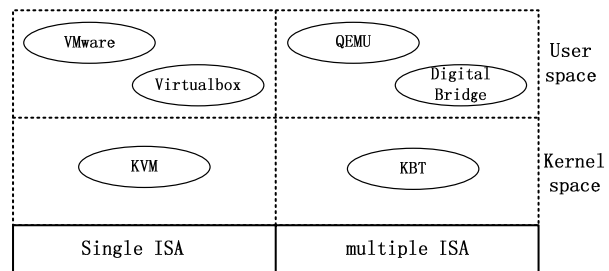 VMware
QEMU
User
space
Virtualbox
Digital
Bridge
KVM
KBT
Kernel
space
Single ISA
multiple ISA